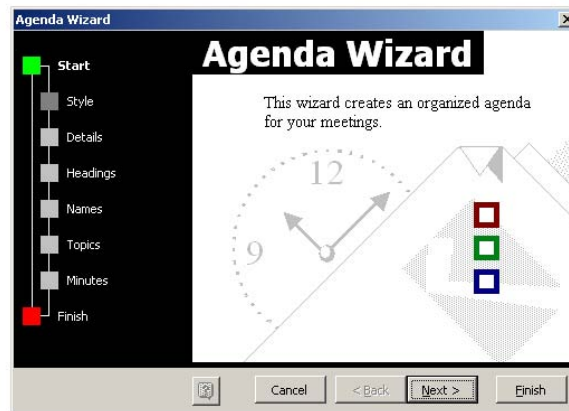 Agenda Wizard
Agenda Wizard
Start
Style
Details
Headings
Names
Topics
Minutes
Finish
This wizard creates an organized agenda
for your meetings.
12
9
Cancel
< Back
Next >
Finish